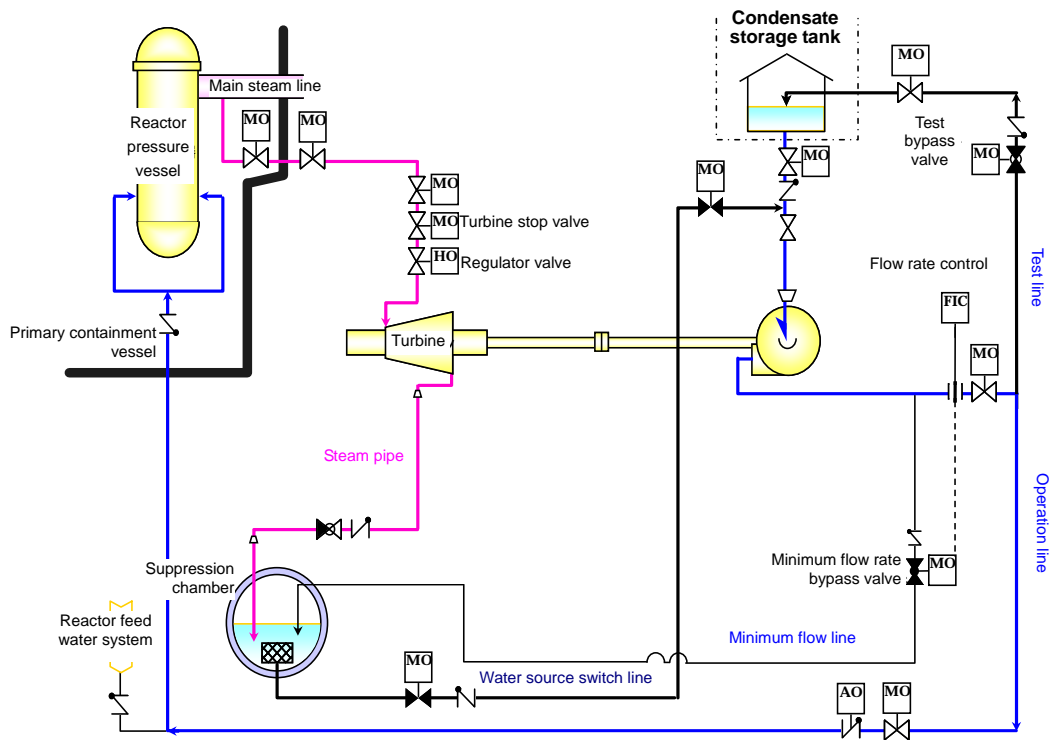 Condensate
storage tank
MO
Main steam line
MO
MO
Reactor
pressure
vessel
Test
bypass
valve
MO
MO
MO
MO
MO
Turbine stop valve
HO
Regulator valve
Flow rate control
Test line
FIC
Primary containment
vessel
Turbine
MO
Steam pipe
Operation line
Suppression
chamber
Minimum flow rate
bypass valve
MO
Reactor feed
water system
Minimum flow line
MO
Water source switch line
AO
MO